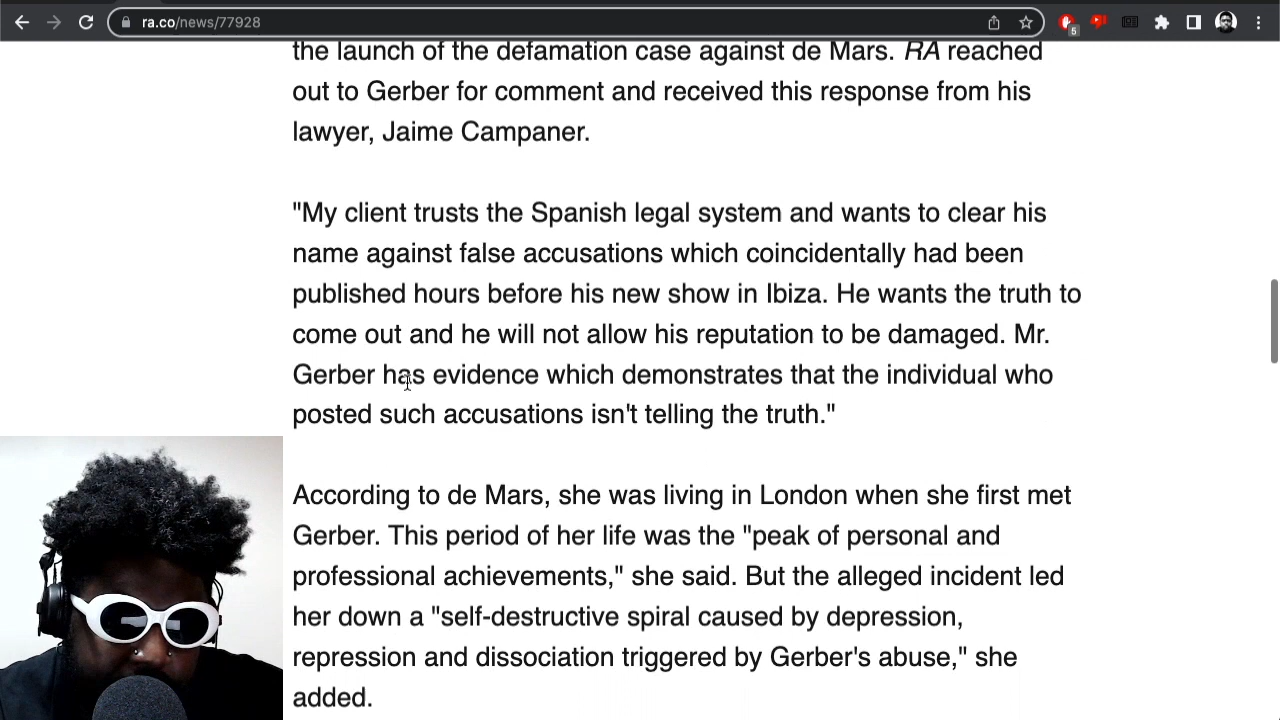 ra.co/news/77928
5
the launch of the defamation case against de Mars. RA reached
out to Gerber for comment and received this response from his
lawyer, Jaime Campaner.
"My client trusts the Spanish legal system and wants to clear his
name against false accusations which coincidentally had been
published hours before his new show in Ibiza. He wants the truth to
come out and he will not allow his reputation to be damaged. Mr.
Gerber has evidence which demonstrates that the individual who
posted such accusations isn't telling the truth."
According to de Mars, she was living in London when she first met
Gerber. This period of her life was the "peak of personal and
professional achievements," she said. But the alleged incident led
her down a "self-destructive spiral caused by depression,
repression and dissociation triggered by Gerber's abuse," she
added.